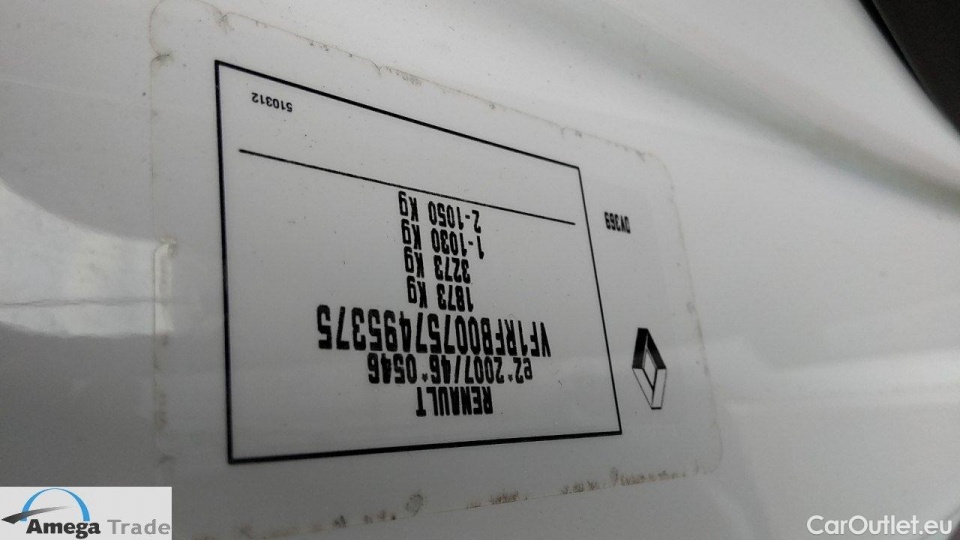 RENAULT
e2*2007/46*0546
VF1RFB00757495375
1873 Kg
3273 Kg
1-1030 Kg
2-1050 Kg
510312
DV369
Amega Trade
CarOutlet.eu